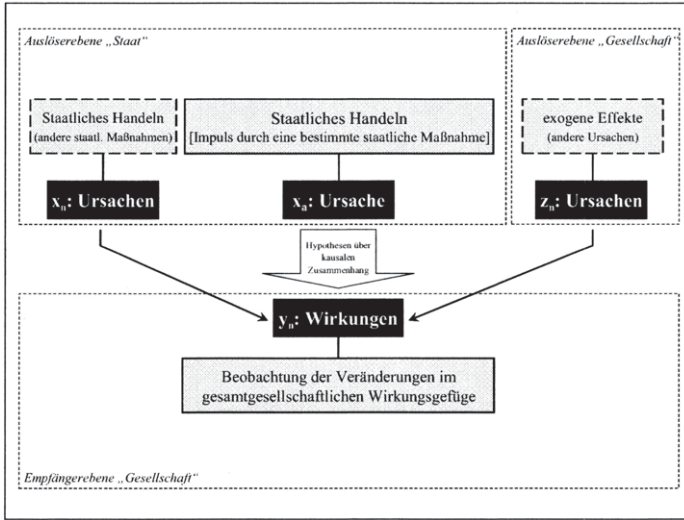 Auslöserebene „Staat“
Auslöserebene „Gesellschaft“
Staatliches Handeln
(andere staatl. Maßnahmen)
Staatliches Handeln
[Impuls durch eine bestimmte staatliche Maßnahme]
exogene Effekte
(andere Ursachen)
xₙ: Ursachen
xₐ: Ursache
zₙ: Ursachen
Hypothesen über
kausalen
Zusammenhang
yₙ: Wirkungen
Beobachtung der Veränderungen im
gesamtgesellschaftlichen Wirkungsgefüge
Empfängerebene „Gesellschaft“